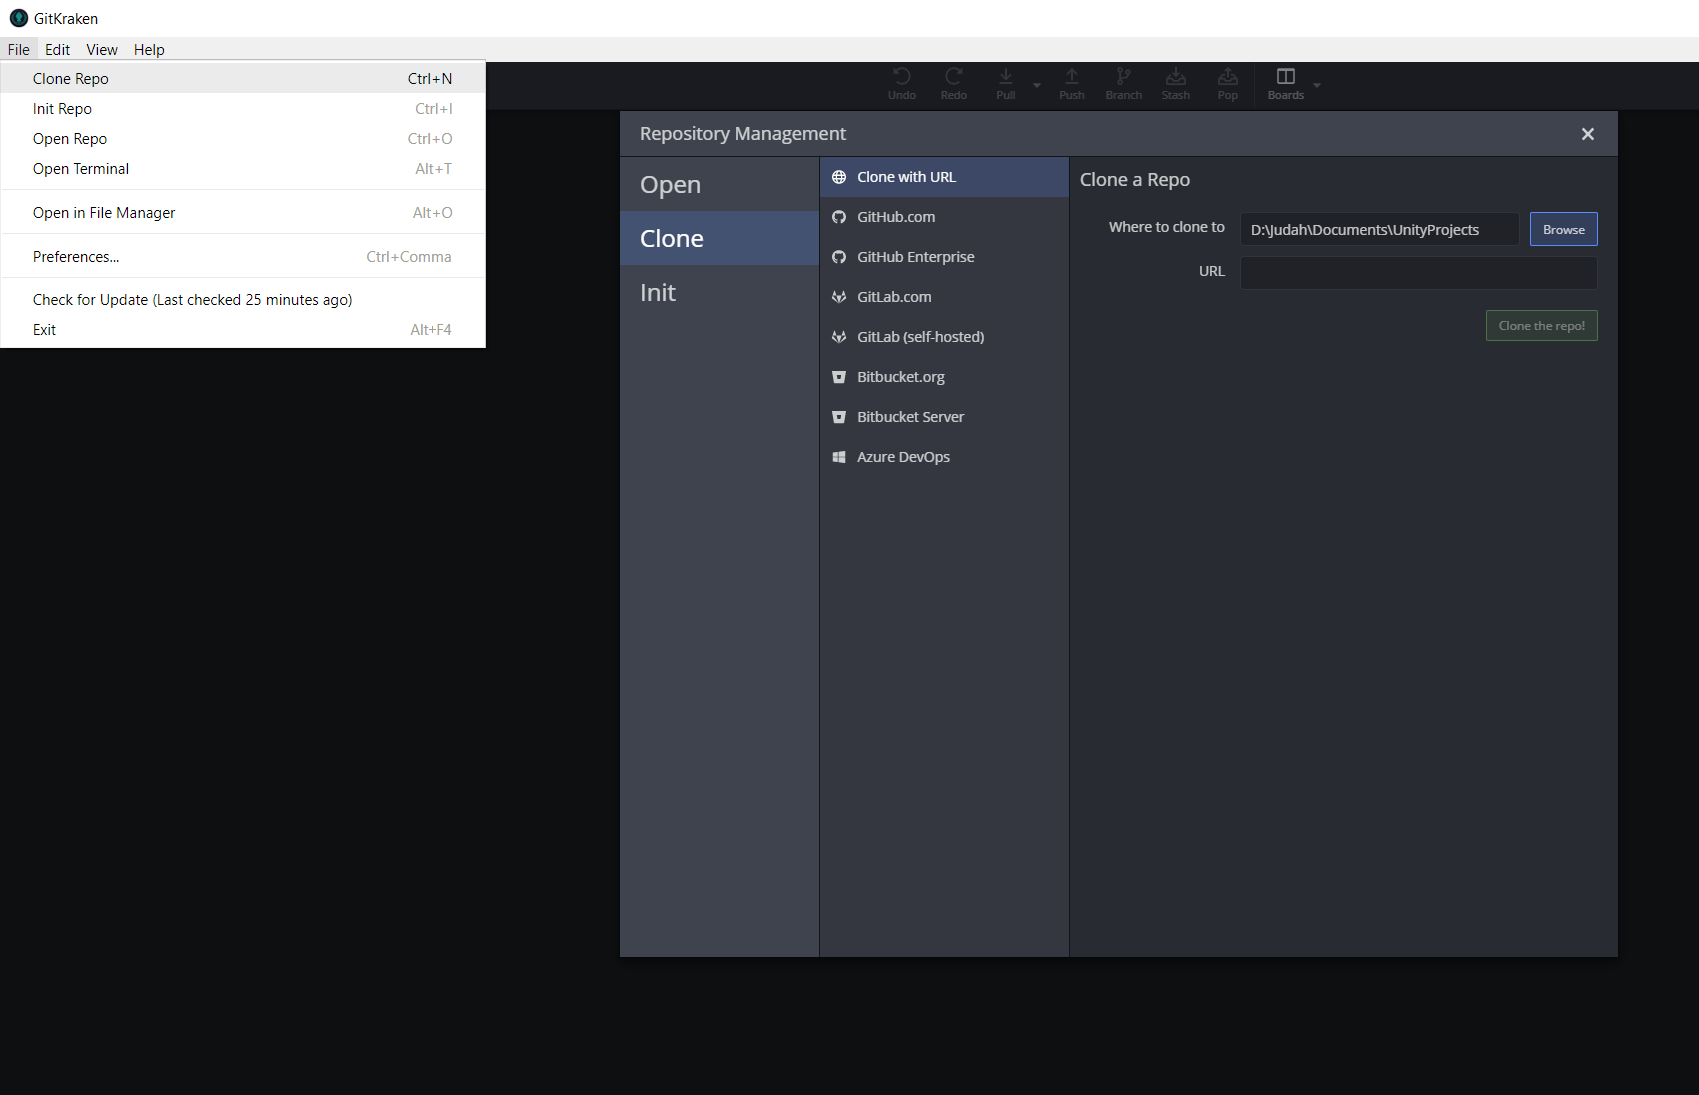 GitKraken
File Edit View Help
Clone Repo Ctrl+N
Init Repo Ctrl+I
Open Repo Ctrl+O
Open Terminal Alt+T
Open in File Manager Alt+O
Preferences... Ctrl+Comma
Check for Update (Last checked 25 minutes ago)
Exit Alt+F4
Undo Redo Pull Push Branch Stash Pop Boards
Repository Management
Open
Clone
Init
Clone with URL
GitHub.com
GitHub Enterprise
GitLab.com
GitLab (self-hosted)
Bitbucket.org
Bitbucket Server
Azure DevOps
Clone a Repo
Where to clone to D:\Judah\Documents\UnityProjects Browse
URL
Clone the repo!